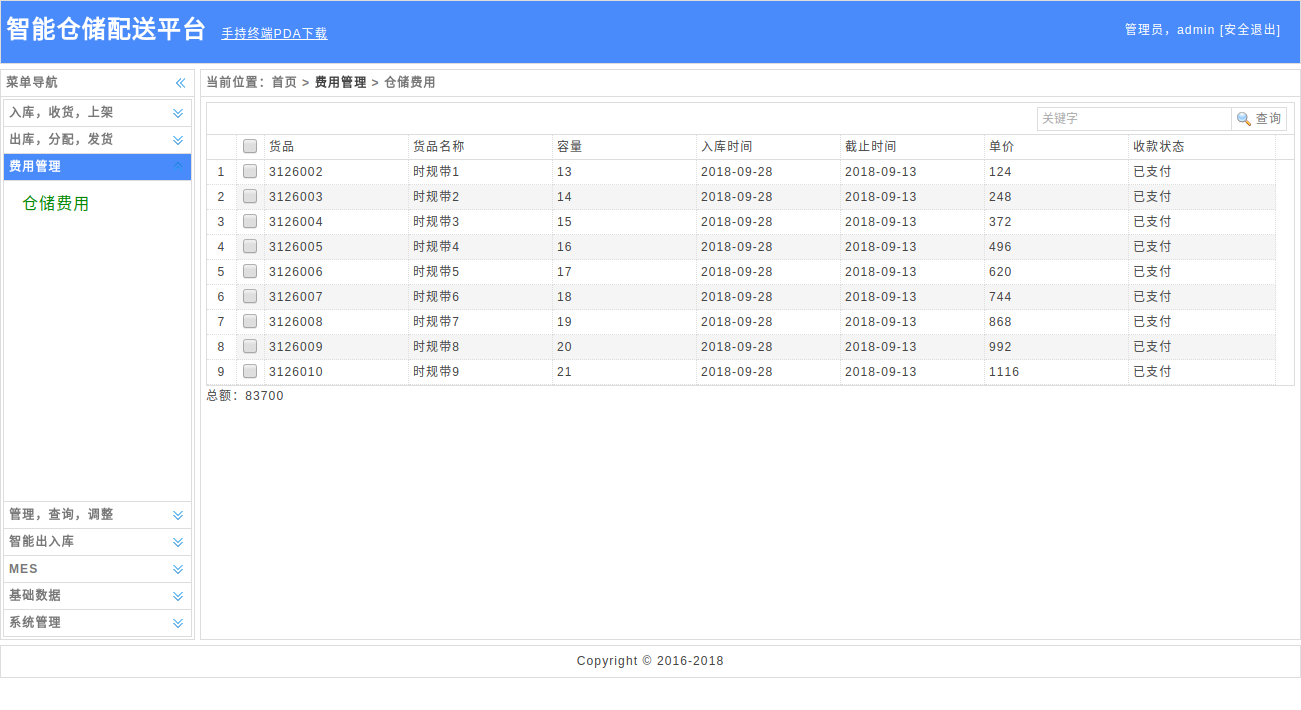 智能仓储配送平台 手持终端PDA下载 管理员，admin [安全退出]
菜单导航
入库，收货，上架
出库，分配，发货
费用管理
仓储费用
管理，查询，调整
智能出入库
MES
基础数据
系统管理
当前位置：首页 > 费用管理 > 仓储费用
关键字 查询
货品 货品名称 容量 入库时间 截止时间 单价 收款状态
1 3126002 时规带1 13 2018-09-28 2018-09-13 124 已支付
2 3126003 时规带2 14 2018-09-28 2018-09-13 248 已支付
3 3126004 时规带3 15 2018-09-28 2018-09-13 372 已支付
4 3126005 时规带4 16 2018-09-28 2018-09-13 496 已支付
5 3126006 时规带5 17 2018-09-28 2018-09-13 620 已支付
6 3126007 时规带6 18 2018-09-28 2018-09-13 744 已支付
7 3126008 时规带7 19 2018-09-28 2018-09-13 868 已支付
8 3126009 时规带8 20 2018-09-28 2018-09-13 992 已支付
9 3126010 时规带9 21 2018-09-28 2018-09-13 1116 已支付
总额：83700
Copyright © 2016-2018